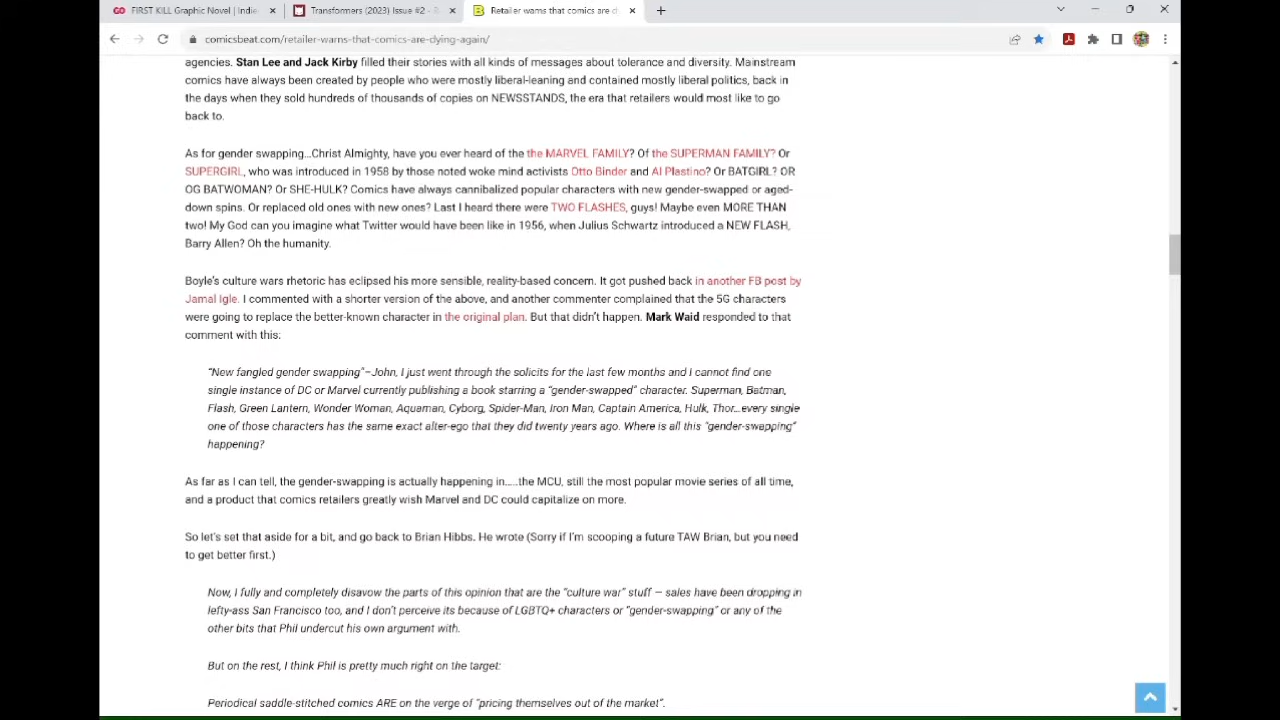 FIRST KILL Graphic Novel | Indie
Transformers (2023) Issue #2 - R
Retailer warns that comics are d
comicsbeat.com/retailer-warns-that-comics-are-dying-again/
agencies. Stan Lee and Jack Kirby filled their stories with all kinds of messages about tolerance and diversity. Mainstream
comics have always been created by people who were mostly liberal-leaning and contained mostly liberal politics, back in
the days when they sold hundreds of thousands of copies on NEWSSTANDS, the era that retailers would most like to go
back to.
As for gender swapping...Christ Almighty, have you ever heard of the the MARVEL FAMILY? Of the SUPERMAN FAMILY? Or
SUPERGIRL, who was introduced in 1958 by those noted woke mind activists Otto Binder and Al Plastino? Or BATGIRL? OR
OG BATWOMAN? Or SHE-HULK? Comics have always cannibalized popular characters with new gender-swapped or aged-
down spins. Or replaced old ones with new ones? Last I heard there were TWO FLASHES, guys! Maybe even MORE THAN
two! My God can you imagine what Twitter would have been like in 1956, when Julius Schwartz introduced a NEW FLASH,
Barry Allen? Oh the humanity.
Boyle's culture wars rhetoric has eclipsed his more sensible, reality-based concern. It got pushed back in another FB post by
Jamal Igle. I commented with a shorter version of the above, and another commenter complained that the 5G characters
were going to replace the better-known character in the original plan. But that didn't happen. Mark Waid responded to that
comment with this:
"New fangled gender swapping"–John, I just went through the solicits for the last few months and I cannot find one
single instance of DC or Marvel currently publishing a book starring a "gender-swapped" character. Superman, Batman,
Flash, Green Lantern, Wonder Woman, Aquaman, Cyborg, Spider-Man, Iron Man, Captain America, Hulk, Thor...every single
one of those characters has the same exact alter-ego that they did twenty years ago. Where is all this "gender-swapping"
happening?
As far as I can tell, the gender-swapping is actually happening in.....the MCU, still the most popular movie series of all time,
and a product that comics retailers greatly wish Marvel and DC could capitalize on more.
So let's set that aside for a bit, and go back to Brian Hibbs. He wrote (Sorry if I'm scooping a future TAW Brian, but you need
to get better first.)
Now, I fully and completely disavow the parts of this opinion that are the "culture war" stuff — sales have been dropping in
lefty-ass San Francisco too, and I don't perceive its because of LGBTQ+ characters or "gender-swapping" or any of the
other bits that Phil undercut his own argument with.
But on the rest, I think Phil is pretty much right on the target:
Periodical saddle-stitched comics ARE on the verge of "pricing themselves out of the market".